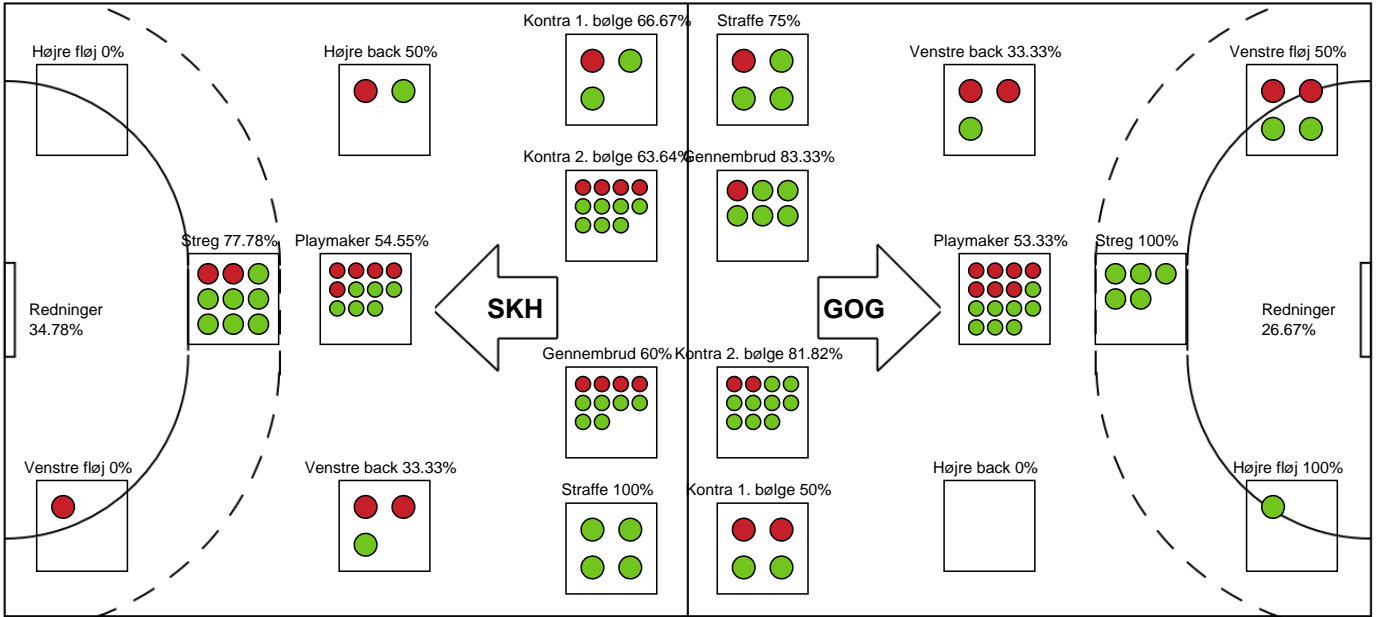 Kontra 1. bølge 66.67%
Straffe 75%
Højre fløj 0%
Højre back 50%
Venstre back 33.33%
Venstre fløj 50%
Kontra 2. bølge 63.64%
Gennembrud 83.33%
Streg 77.78%
Playmaker 54.55%
Playmaker 53.33%
Streg 100%
SKH
GOG
Redninger
34.78%
Redninger
26.67%
Gennembrud 60%
Kontra 2. bølge 81.82%
Venstre fløj 0%
Venstre back 33.33%
Straffe 100%
Kontra 1. bølge 50%
Højre back 0%
Højre fløj 100%